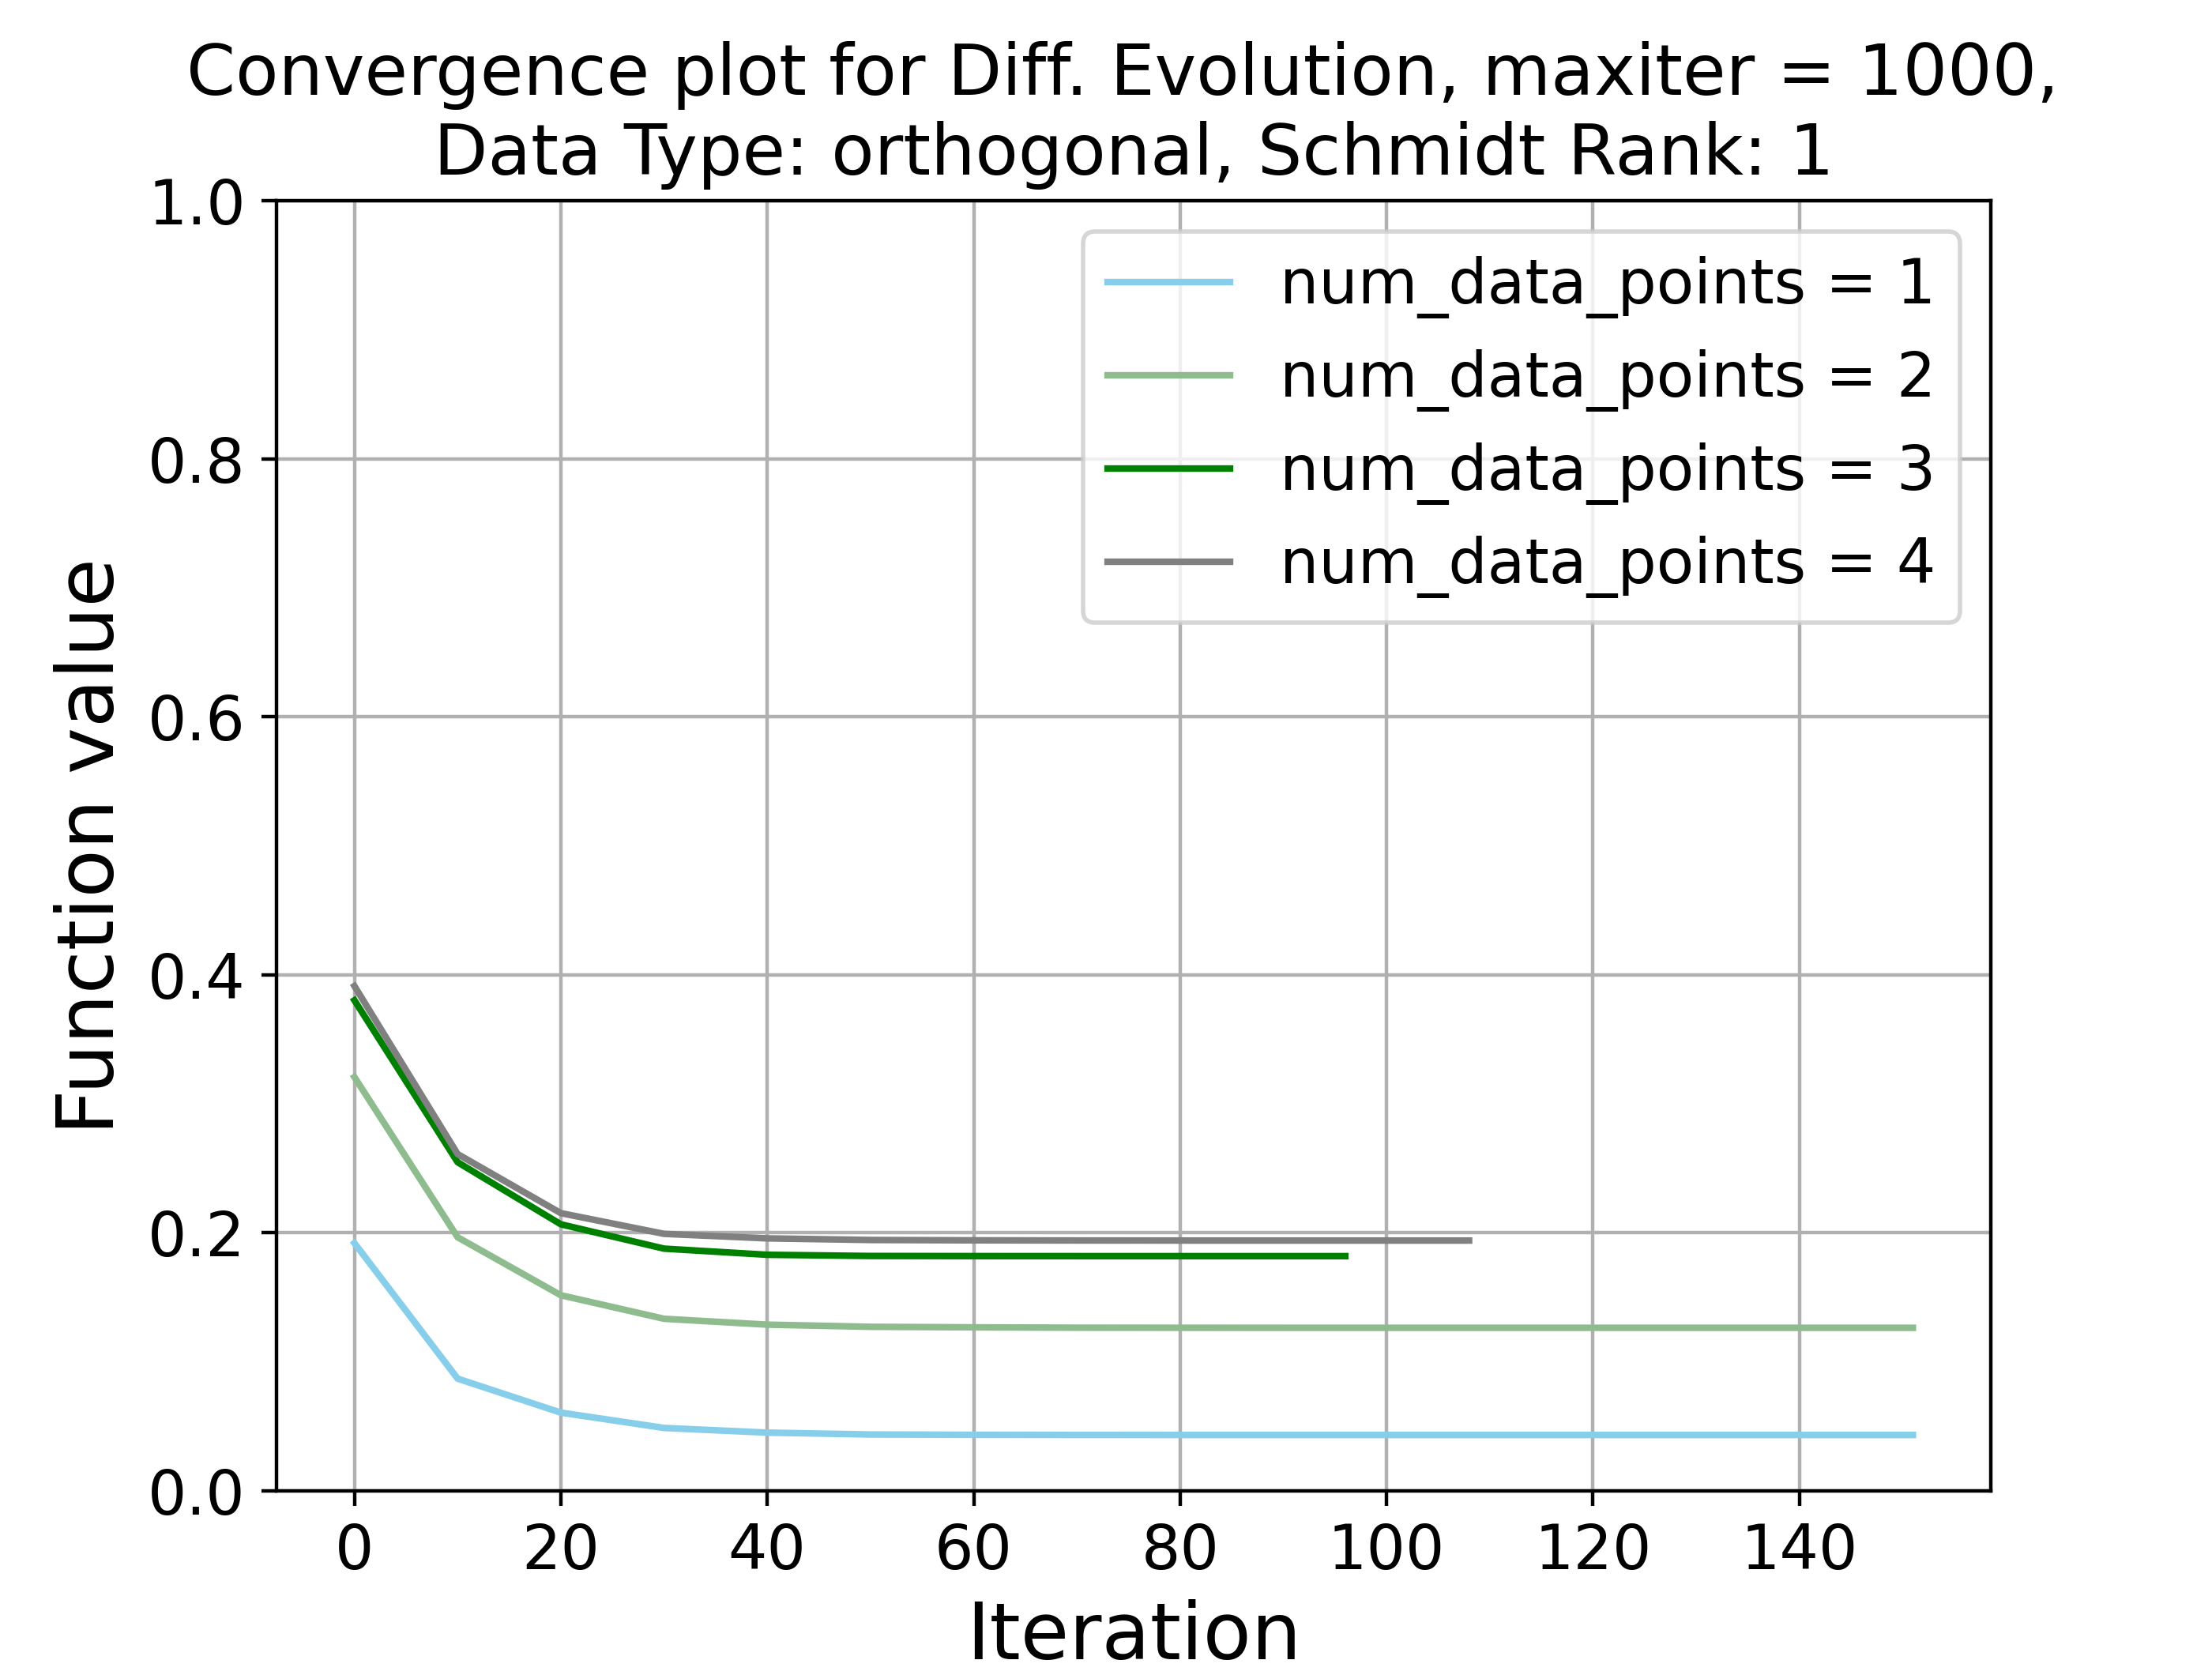 Convergence plot for Diff. Evolution, maxiter = 1000,
Data Type: orthogonal, Schmidt Rank: 1
1.0
0.8
0.6
0.4
0.2
0.0
Function value
num_data_points = 1
num_data_points = 2
num_data_points = 3
num_data_points = 4
0 20 40 60 80 100 120 140
Iteration